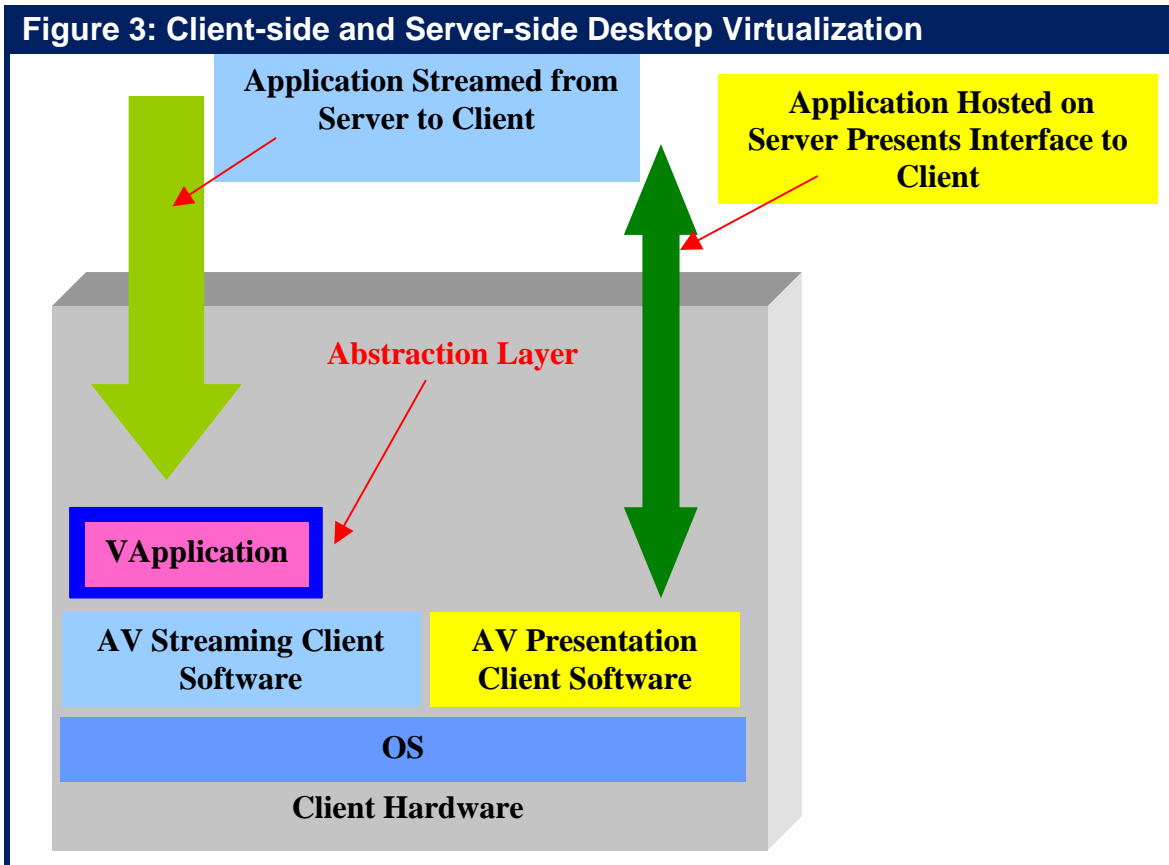 Figure 3: Client-side and Server-side Desktop Virtualization
Application Streamed from
Server to Client
Application Hosted on
Server Presents Interface to
Client
Abstraction Layer
VApplication
AV Streaming Client
Software
AV Presentation
Client Software
OS
Client Hardware